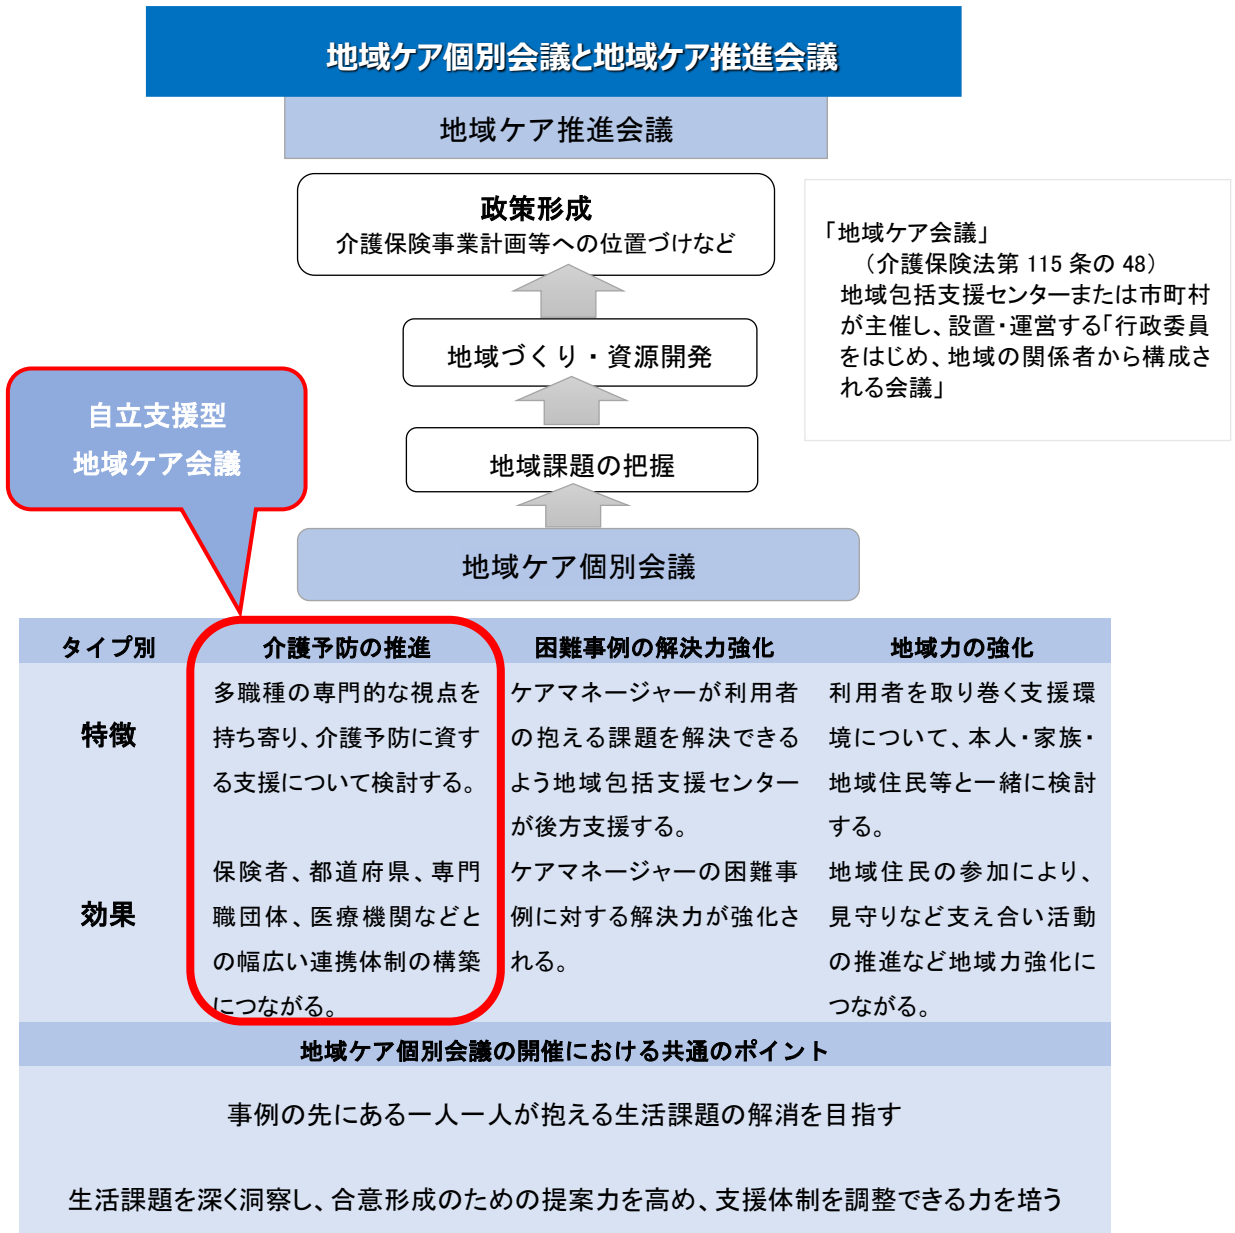 地域ケア個別会議と地域ケア推進会議
地域ケア推進会議
政策形成
介護保険事業計画等への位置づけなど
地域づくり・資源開発
地域課題の把握
地域ケア個別会議
「地域ケア会議」
（介護保険法第 115 条の 48）
地域包括支援センターまたは市町村
が主催し、設置・運営する「行政委員
をはじめ、地域の関係者から構成さ
れる会議」
自立支援型
地域ケア会議
タイプ別
介護予防の推進
困難事例の解決力強化
地域力の強化
特徴
多職種の専門的な視点を
持ち寄り、介護予防に資す
る支援について検討する。
ケアマネージャーが利用者
の抱える課題を解決できる
よう地域包括支援センター
が後方支援する。
利用者を取り巻く支援環
境について、本人・家族・
地域住民等と一緒に検討
する。
効果
保険者、都道府県、専門
職団体、医療機関などと
の幅広い連携体制の構築
につながる。
ケアマネージャーの困難事
例に対する解決力が強化さ
れる。
地域住民の参加により、
見守りなど支え合い活動
の推進など地域力強化に
つながる。
地域ケア個別会議の開催における共通のポイント
事例の先にある一人一人が抱える生活課題の解消を目指す
生活課題を深く洞察し、合意形成のための提案力を高め、支援体制を調整できる力を培う